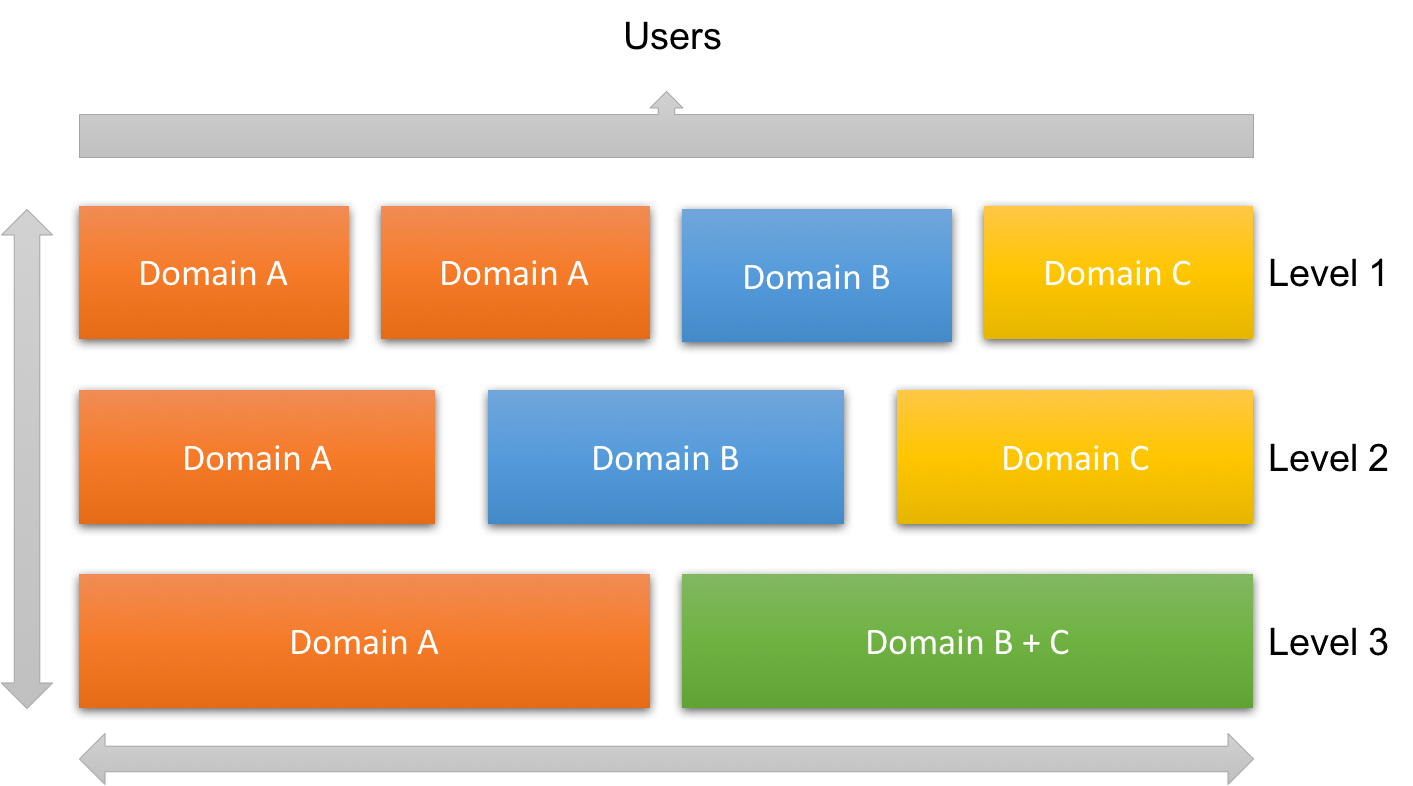 Users
Domain A
Domain A
Domain B
Domain C
Level 1
Domain A
Domain B
Domain C
Level 2
Domain A
Domain B + C
Level 3